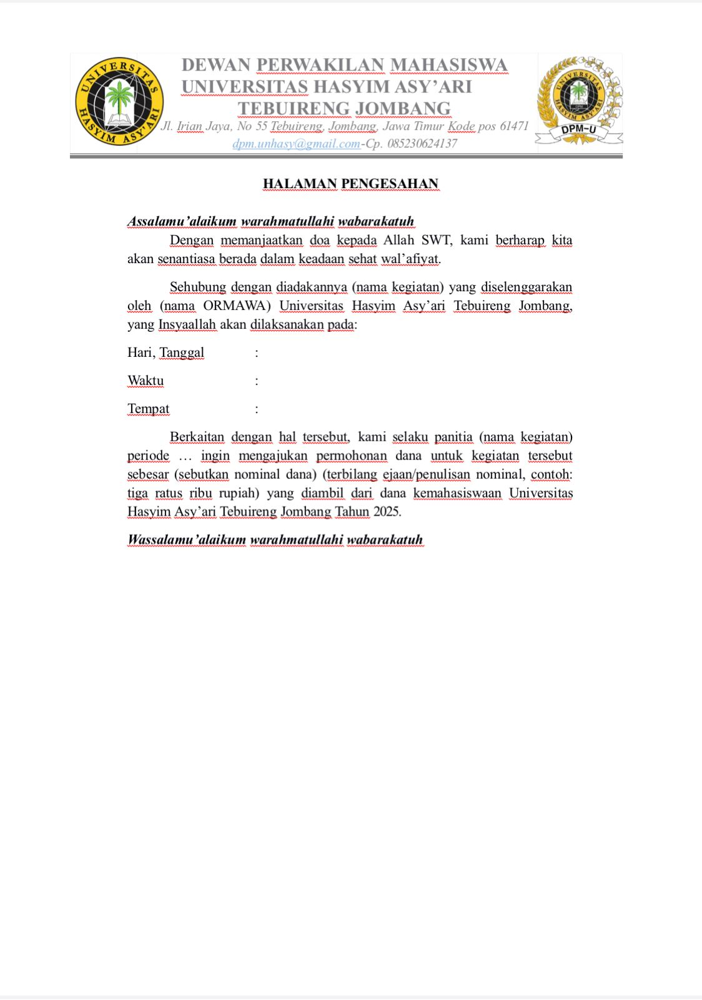 UNIVERSITAS
HASYIM ASY'ARI
DEWAN PERWAKILAN MAHASISWA
UNIVERSITAS HASYIM ASY’ARI
TEBUIRENG JOMBANG
Jl. Irian Jaya, No 55 Tebuireng, Jombang, Jawa Timur Kode pos 61471
dpm.unhasy@gmail.com-Cp. 085230624137
UNIVERSITAS
DPM
HASYIM ASY'ARI
DPM-U
HALAMAN PENGESAHAN
Assalamu’alaikum warahmatullahi wabarakatuh
Dengan memanjaatkan doa kepada Allah SWT, kami berharap kita
akan senantiasa berada dalam keadaan sehat wal’afiyat.
Sehubung dengan diadakannya (nama kegiatan) yang diselenggarakan
oleh (nama ORMAWA) Universitas Hasyim Asy’ari Tebuireng Jombang,
yang Insyaallah akan dilaksanakan pada:
Hari, Tanggal :
Waktu :
Tempat :
Berkaitan dengan hal tersebut, kami selaku panitia (nama kegiatan)
periode … ingin mengajukan permohonan dana untuk kegiatan tersebut
sebesar (sebutkan nominal dana) (terbilang ejaan/penulisan nominal, contoh:
tiga ratus ribu rupiah) yang diambil dari dana kemahasiswaan Universitas
Hasyim Asy’ari Tebuireng Jombang Tahun 2025.
Wassalamu’alaikum warahmatullahi wabarakatuh